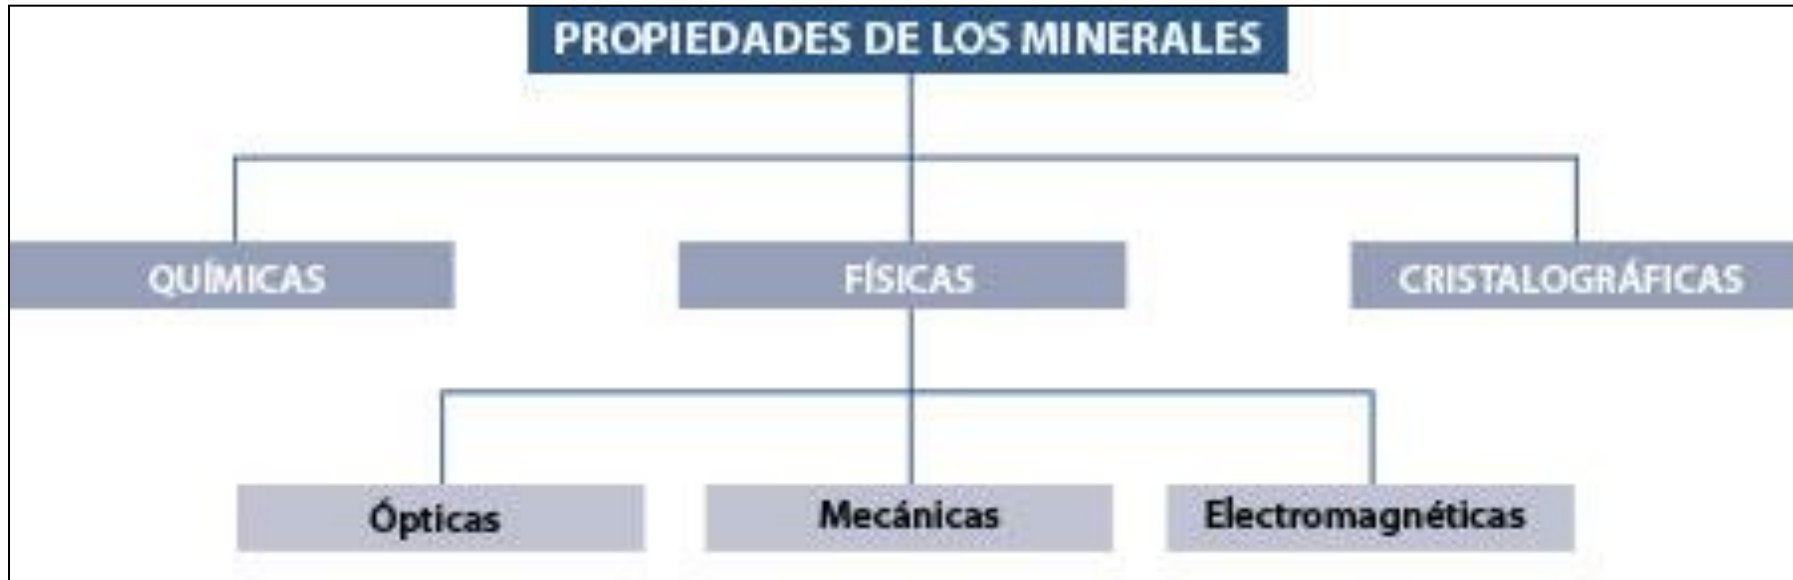 PROPIEDADES DE LOS MINERALES
QUÍMICAS
FÍSICAS
CRISTALOGRÁFICAS
Ópticas
Mecánicas
Electromagnéticas